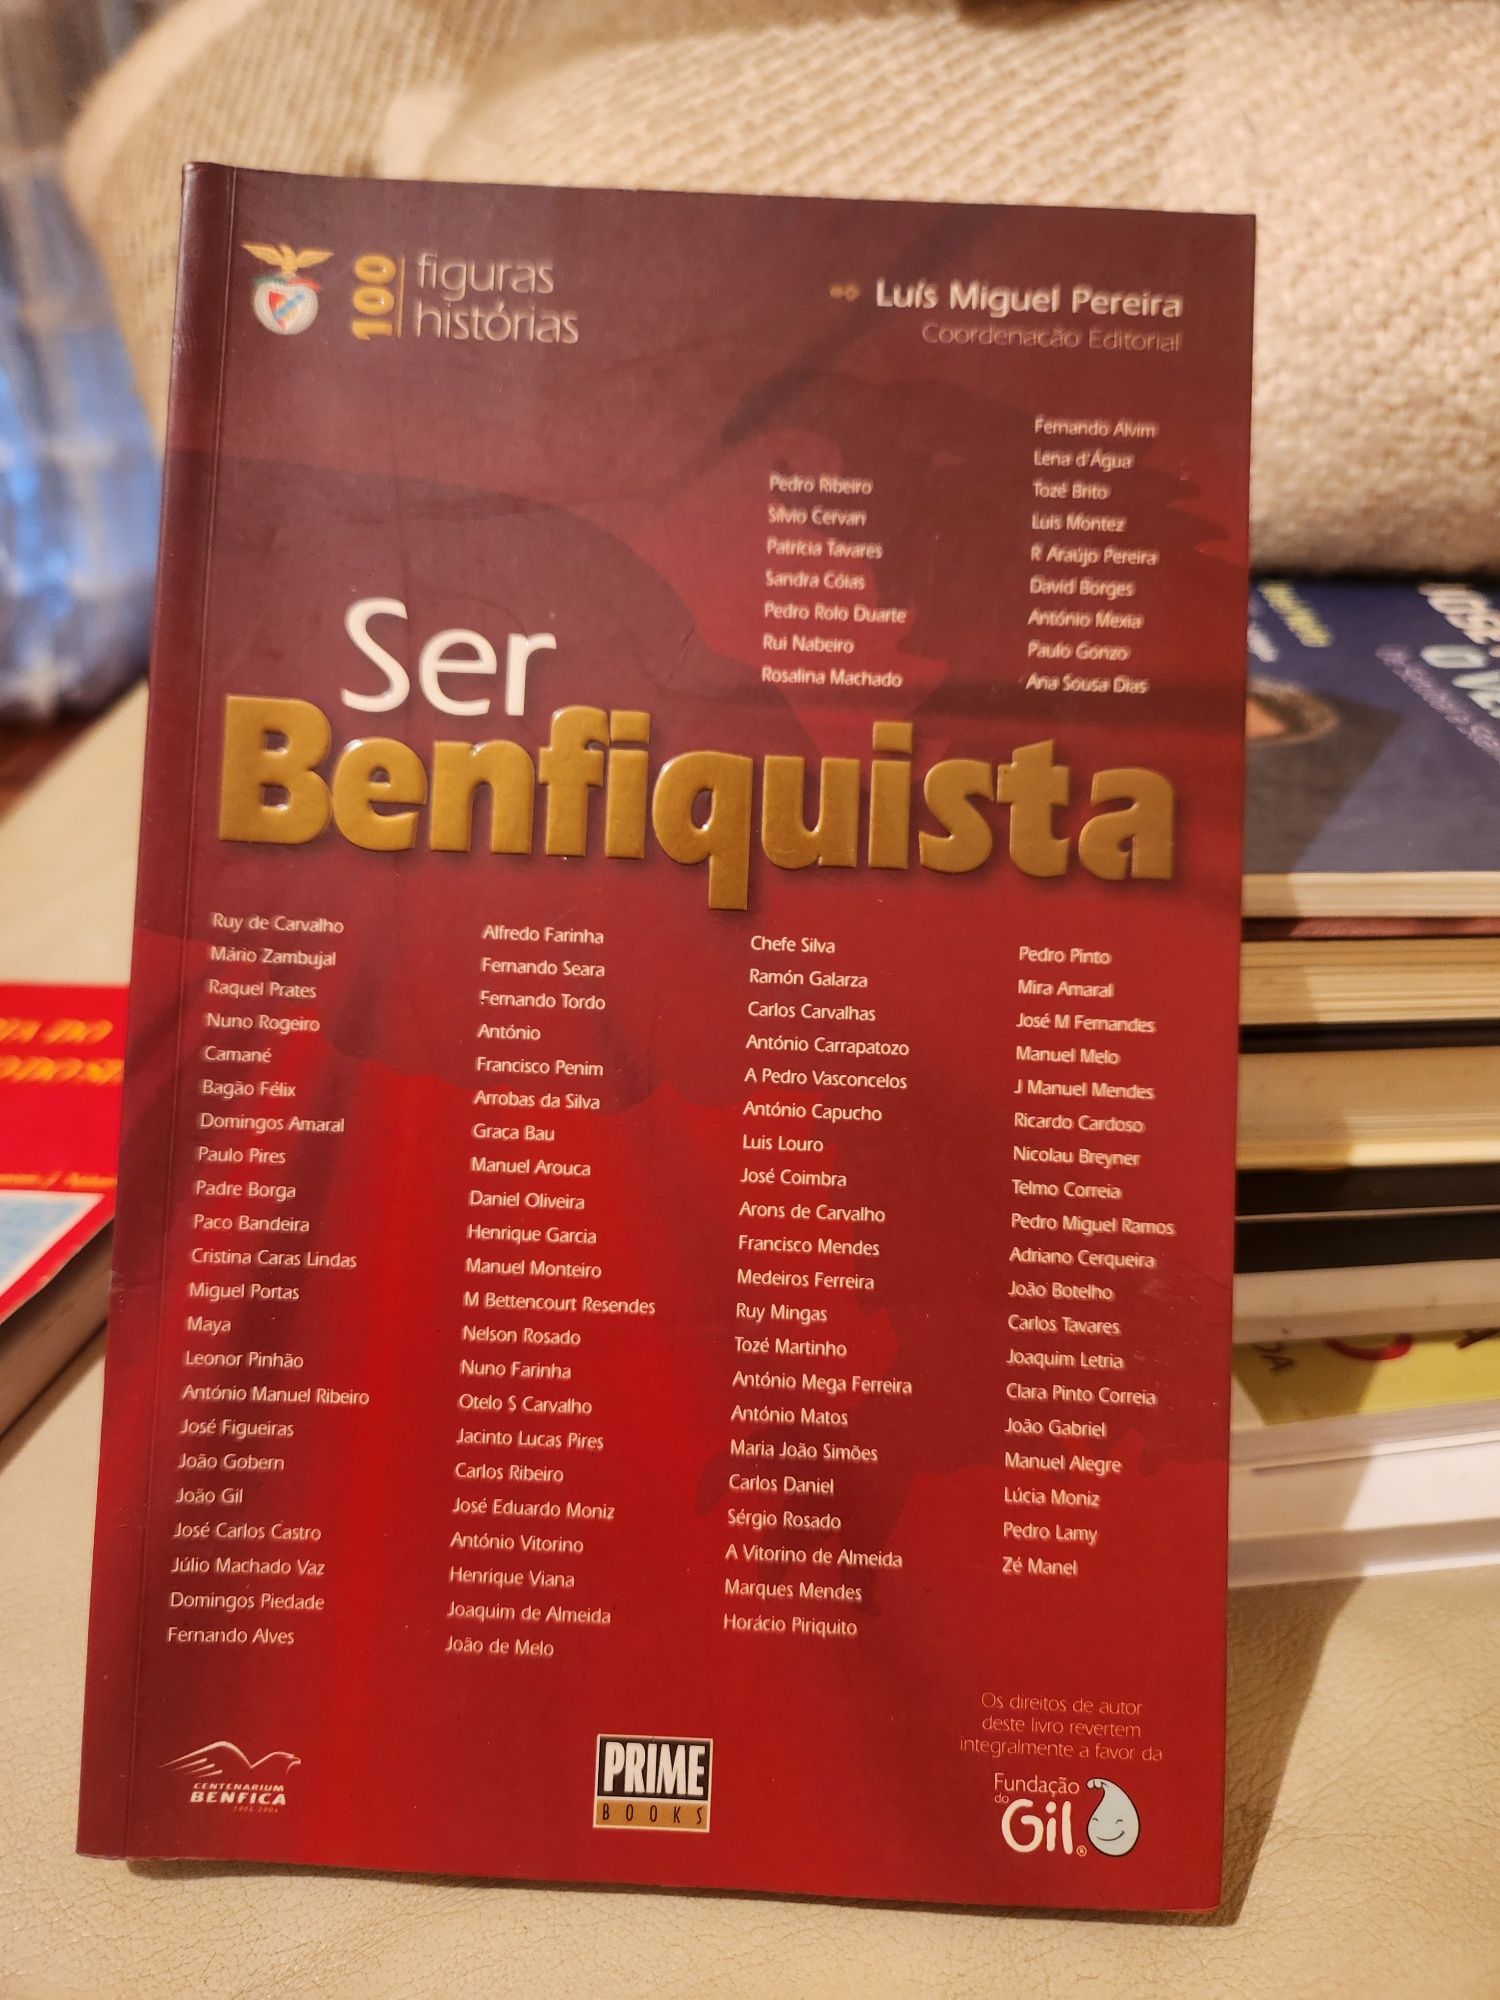 100
figuras
histórias
Luís Miguel Pereira
Coordenação Editorial
Pedro Ribeiro
Sílvio Cervan
Patrícia Tavares
Sandra Cóias
Pedro Rolo Duarte
Rui Nabeiro
Rosalina Machado
Fernando Alvim
Lena d'Água
Tozé Brito
Luis Montez
R Araújo Pereira
David Borges
António Mexia
Paulo Gonzo
Ana Sousa Dias
Ser
Benfiquista
Ruy de Carvalho
Mário Zambujal
Raquel Prates
Nuno Rogeiro
Camané
Bagão Félix
Domingos Amaral
Paulo Pires
Padre Borga
Paco Bandeira
Cristina Caras Lindas
Miguel Portas
Maya
Leonor Pinhão
António Manuel Ribeiro
José Figueiras
João Gobern
João Gil
José Carlos Castro
Júlio Machado Vaz
Domingos Piedade
Fernando Alves
Alfredo Farinha
Fernando Seara
Fernando Tordo
António
Francisco Penim
Arrobas da Silva
Graça Bau
Manuel Arouca
Daniel Oliveira
Henrique Garcia
Manuel Monteiro
M Bettencourt Resendes
Nelson Rosado
Nuno Farinha
Otelo S Carvalho
Jacinto Lucas Pires
Carlos Ribeiro
José Eduardo Moniz
António Vitorino
Henrique Viana
Joaquim de Almeida
João de Melo
Chefe Silva
Ramón Galarza
Carlos Carvalhas
António Carrapatozo
A Pedro Vasconcelos
António Capucho
Luis Louro
José Coimbra
Arons de Carvalho
Francisco Mendes
Medeiros Ferreira
Ruy Mingas
Tozé Martinho
António Mega Ferreira
António Matos
Maria João Simões
Carlos Daniel
Sérgio Rosado
A Vitorino de Almeida
Marques Mendes
Horácio Piriquito
Pedro Pinto
Mira Amaral
José M Fernandes
Manuel Melo
J Manuel Mendes
Ricardo Cardoso
Nicolau Breyner
Telmo Correia
Pedro Miguel Ramos
Adriano Cerqueira
João Botelho
Carlos Tavares
Joaquim Letria
Clara Pinto Correia
João Gabriel
Manuel Alegre
Lúcia Moniz
Pedro Lamy
Zé Manel
CENTENARIUM
BENFICA
1904-2004
PRIME
BOOKS
Os direitos de autor
deste livro revertem
integralmente a favor da
Fundação
do
Gil